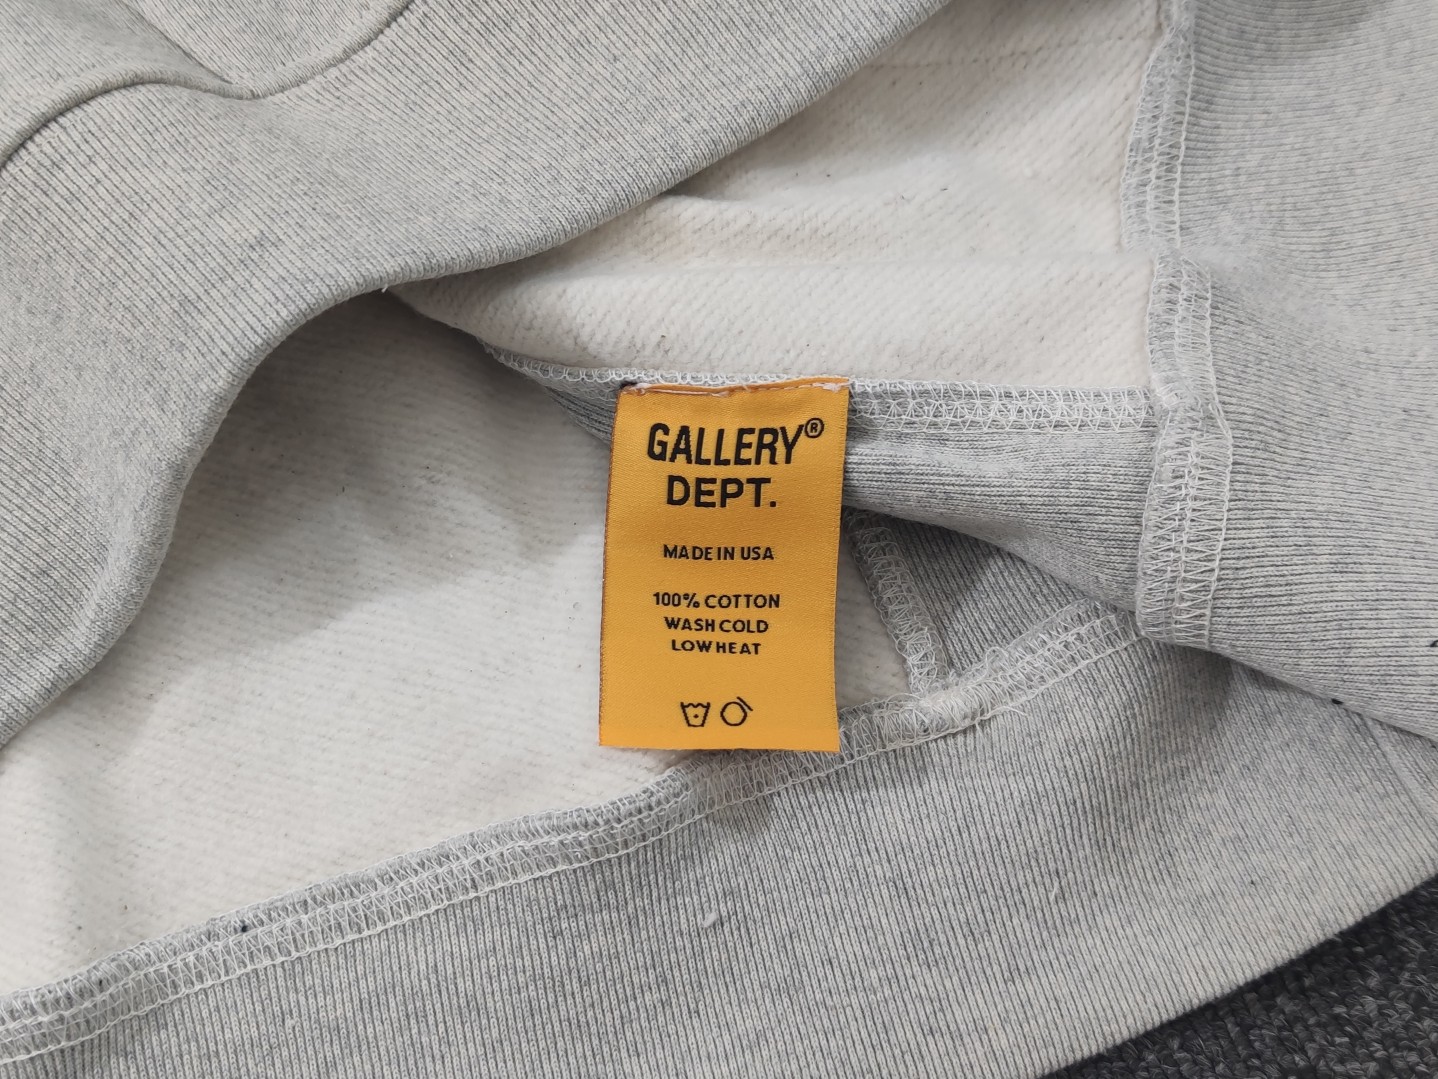 GALLERY®
DEPT.
MADE IN USA
100% COTTON
WASH COLD
LOW HEAT